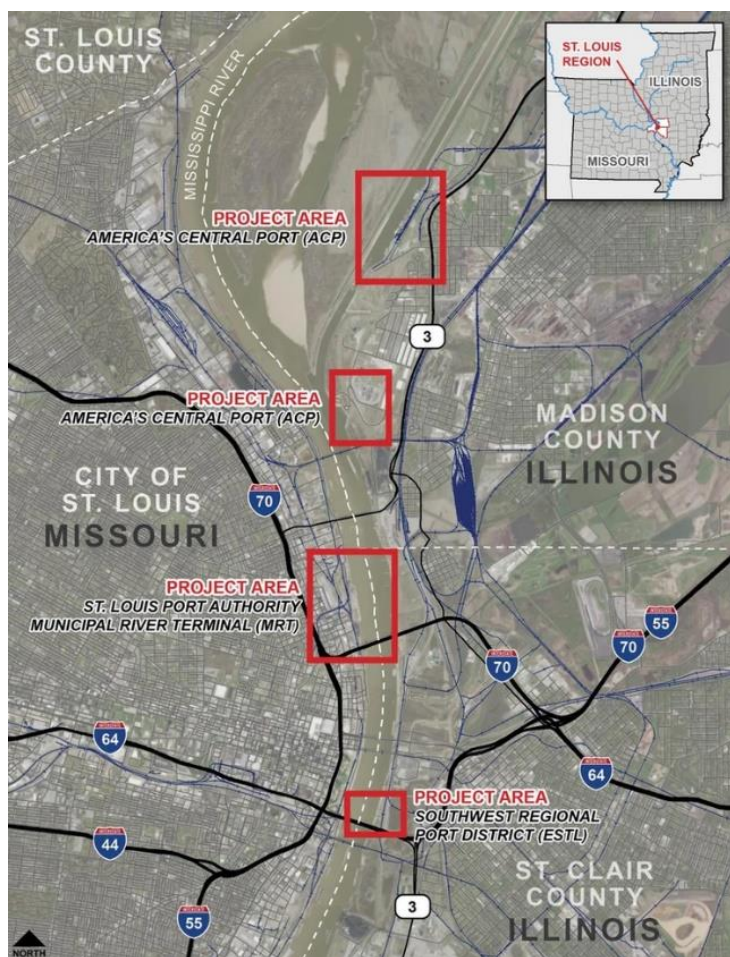 ST. LOUIS
COUNTY
MISSISSIPPI RIVER
ST. LOUIS
REGION
ILLINOIS
MISSOURI
PROJECT AREA
AMERICA'S CENTRAL PORT (ACP)
3
PROJECT AREA
AMERICA'S CENTRAL PORT (ACP)
MADISON
COUNTY
ILLINOIS
CITY OF
ST. LOUIS
MISSOURI
70
PROJECT AREA
ST. LOUIS PORT AUTHORITY
MUNICIPAL RIVER TERMINAL (MRT)
55
70
70
64
64
PROJECT AREA
SOUTHWEST REGIONAL
PORT DISTRICT (ESTL)
44
ST. CLAIR
COUNTY
ILLINOIS
55
3
NORTH